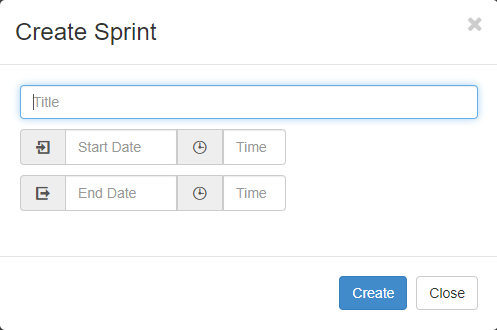 Create Sprint
Title
Start Date Time
End Date Time
Create Close